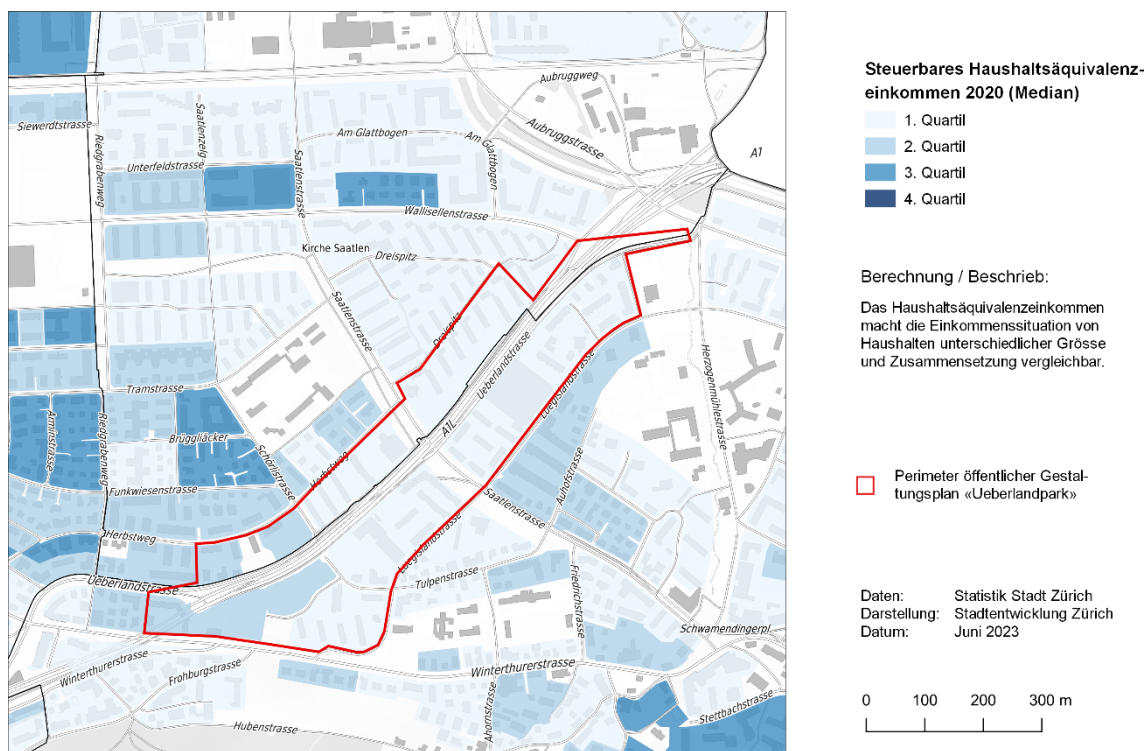 Aubruggweg
Siewerdtstrasse
Riedgrabenweg
Saatlenzelg
Saatlenstrasse
Am Glattbogen
Am Glattbogen
Aubruggstrasse
A1
Unterfeldstrasse
Wallisellenstrasse
Kirche Saatlen
Dreispitz
Saatlenstrasse
Dreispitz
Ueberlandstrasse
Luegislandstrasse
Herzogenmühlestrasse
Tramstrasse
Arministrasse
Riedgrabenweg
Brüggliäcker
Schörlistrasse
Herbstweg
A1L
Funkwiesenstrasse
Saatlenstrasse
Auhofstrasse
Herbstweg
Luegislandstrasse
Ueberlandstrasse
Tulpenstrasse
Friedrichstrasse
Schwamendingerpl.
Winterthurerstrasse
Frohburgstrasse
Winterthurerstrasse
Ahornstrasse
Stettbachstrasse
Hubenstrasse
Steuerbares Haushaltsäquivalenz-
einkommen 2020 (Median)
1. Quartil
2. Quartil
3. Quartil
4. Quartil
Berechnung / Beschrieb:
Das Haushaltsäquivalenzeinkommen
macht die Einkommenssituation von
Haushalten unterschiedlicher Grösse
und Zusammensetzung vergleichbar.
Perimeter öffentlicher Gestal-
tungsplan «Ueberlandpark»
Daten: Statistik Stadt Zürich
Darstellung: Stadtentwicklung Zürich
Datum: Juni 2023
0 100 200 300 m